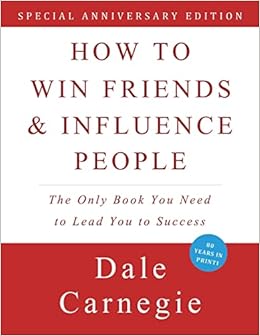 SPECIAL ANNIVERSARY EDITION
HOW TO
WIN FRIENDS
& INFLUENCE
PEOPLE
The Only Book You Need
to Lead You to Success
80
YEARS IN
PRINT!
Dale
Carnegie